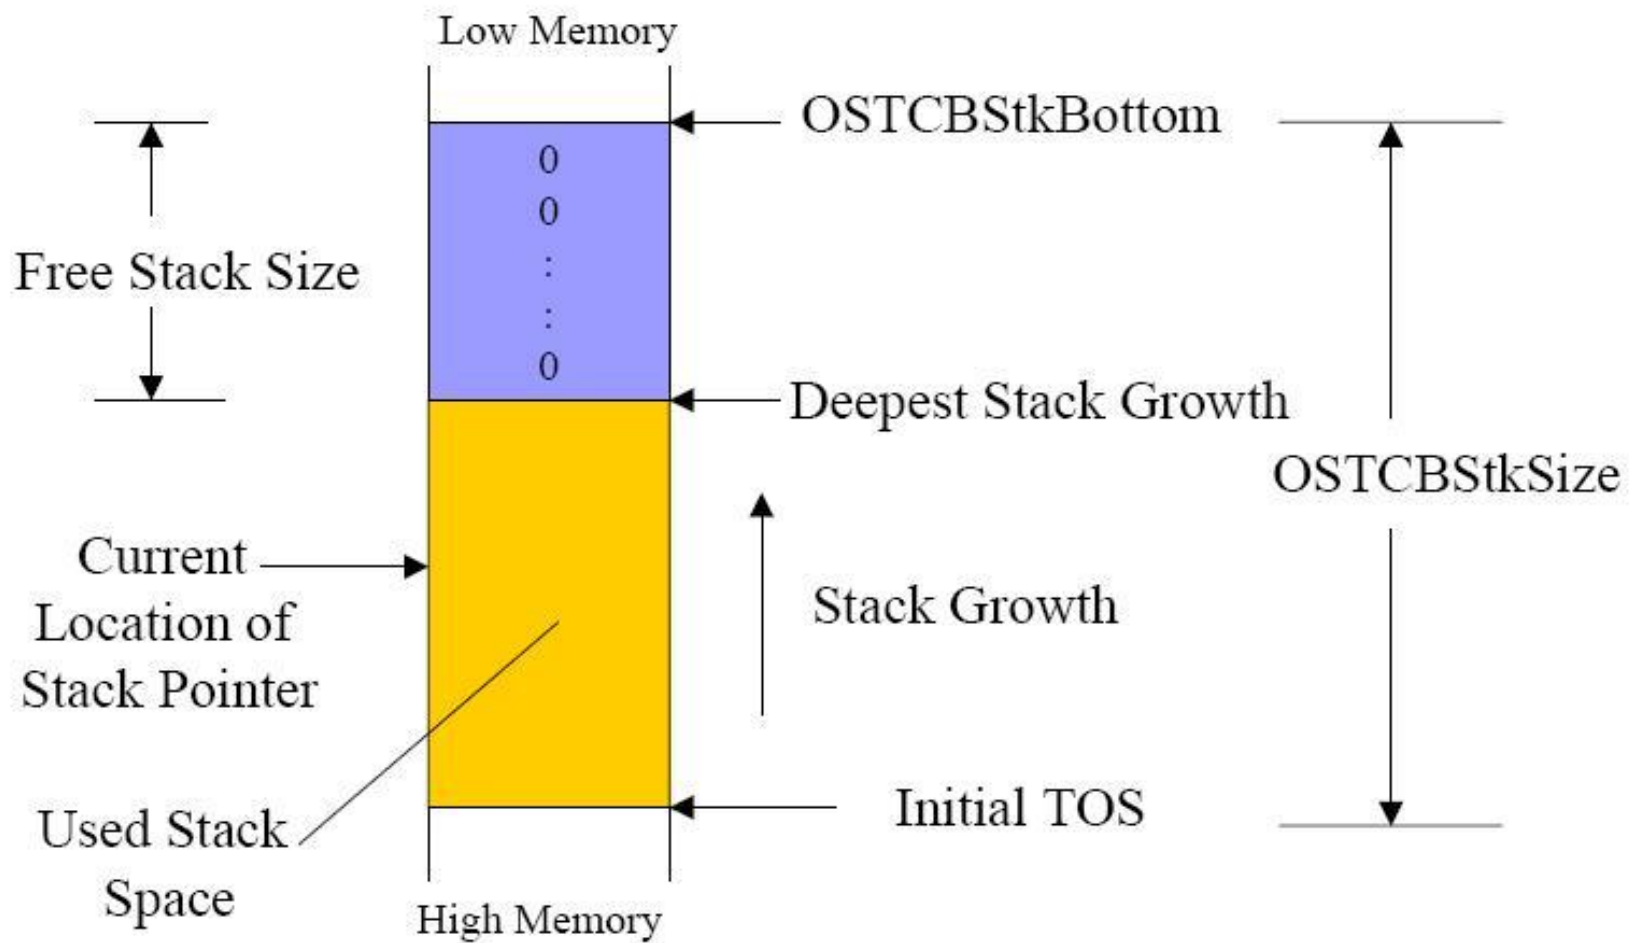 Low Memory
OSTCBStkBottom
0
0
:
:
0
Free Stack Size
Deepest Stack Growth
OSTCBStkSize
Current
Location of
Stack Pointer
Stack Growth
Initial TOS
Used Stack
Space
High Memory